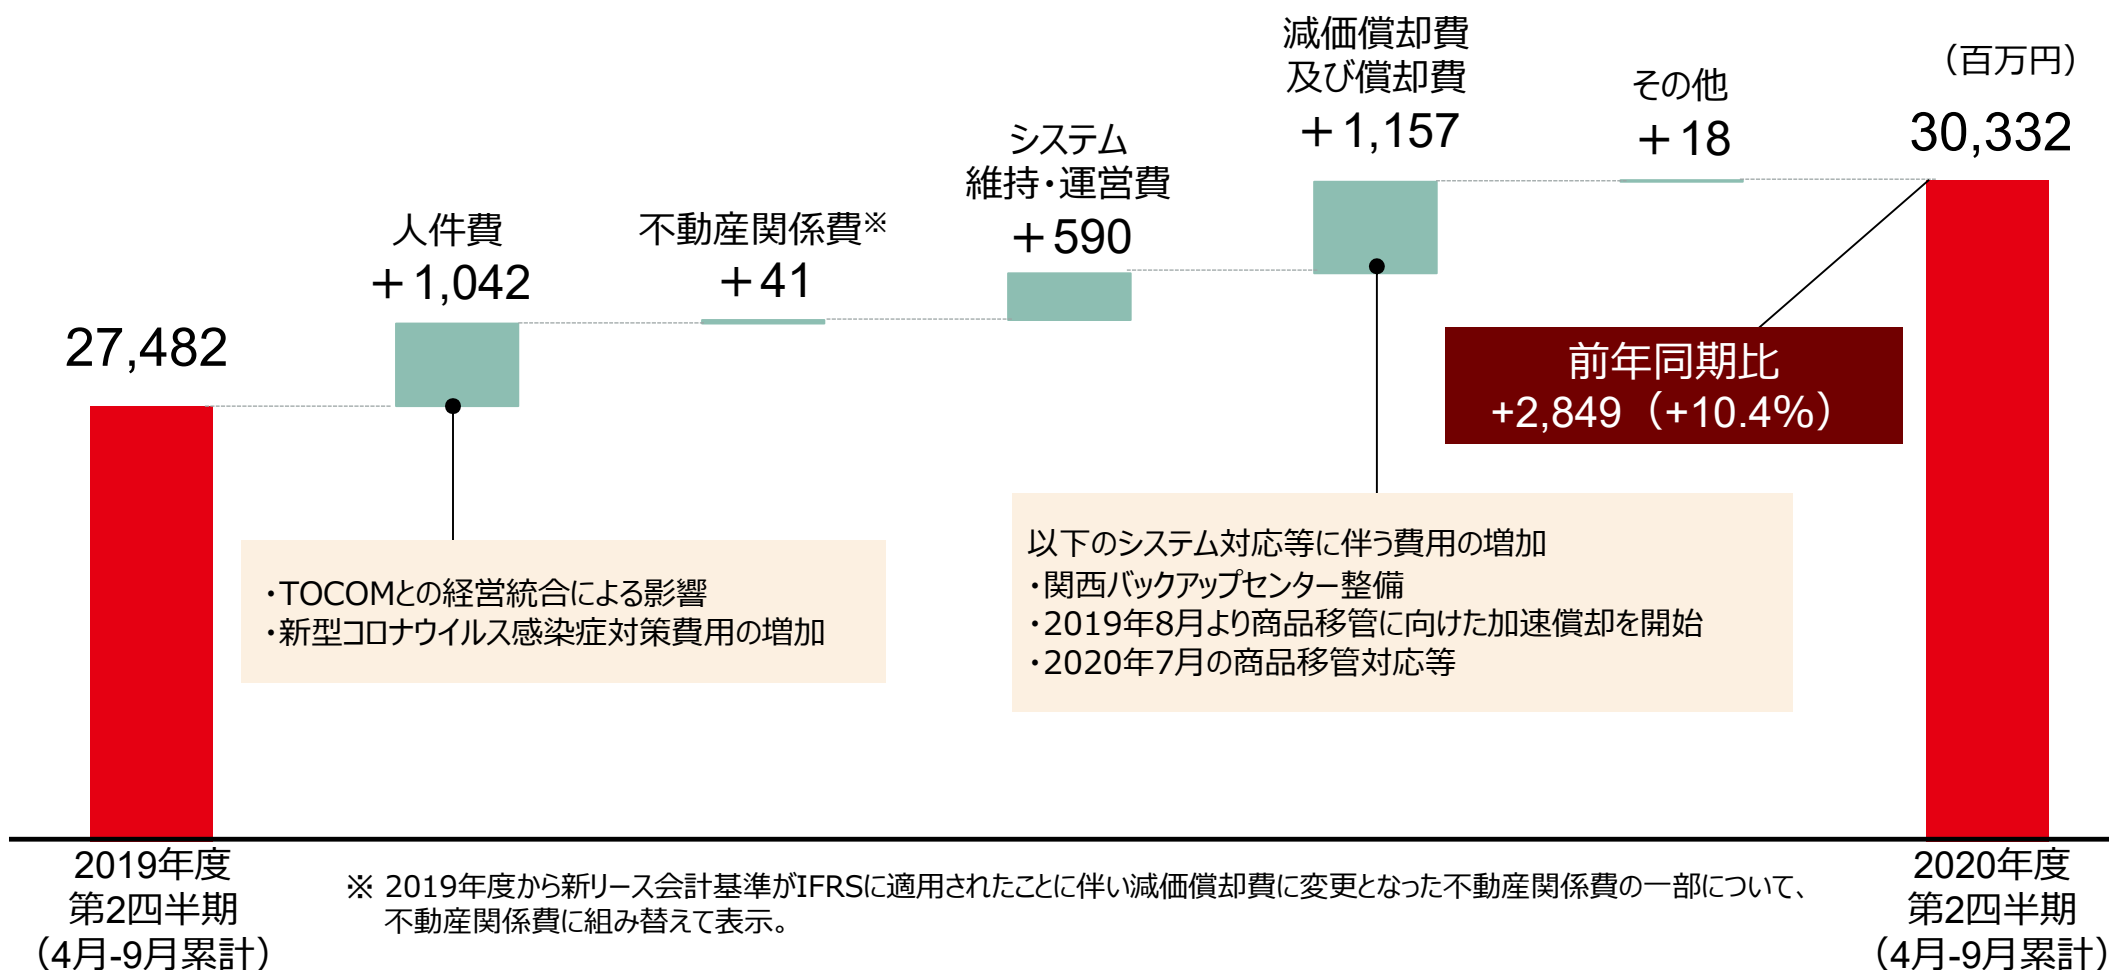 （百万円）
27,482
人件費
＋1,042
不動産関係費※
＋41
システム
維持・運営費
＋590
減価償却費
及び償却費
＋1,157
その他
＋18
30,332
前年同期比
+2,849（+10.4%）
・TOCOMとの経営統合による影響
・新型コロナウイルス感染症対策費用の増加
以下のシステム対応等に伴う費用の増加
・関西バックアップセンター整備
・2019年8月より商品移管に向けた加速償却を開始
・2020年7月の商品移管対応等
2019年度
第2四半期
（4月-9月累計）
2020年度
第2四半期
（4月-9月累計）
※ 2019年度から新リース会計基準がIFRSに適用されたことに伴い減価償却費に変更となった不動産関係費の一部について、
不動産関係費に組み替えて表示。